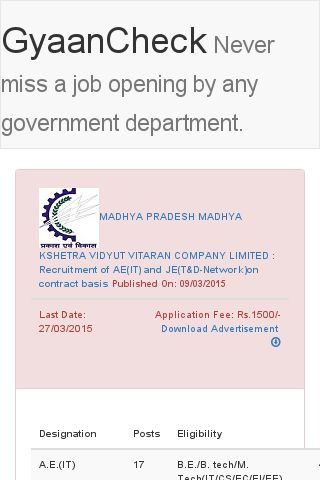 GyaanCheck Never
miss a job opening by any
government department.
प्रकाश एवं विकास
MADHYA PRADESH MADHYA
KSHETRA VIDYUT VITARAN COMPANY LIMITED :
Recruitment of AE(IT) and JE(T&D-Network)on
contract basis Published On: 09/03/2015
Last Date:
27/03/2015
Application Fee: Rs.1500/-
Download Advertisement
Designation Posts Eligibility
A.E.(IT) 17 B.E./B. tech/M.
Tech(IT/CS/EC/EI/EE)